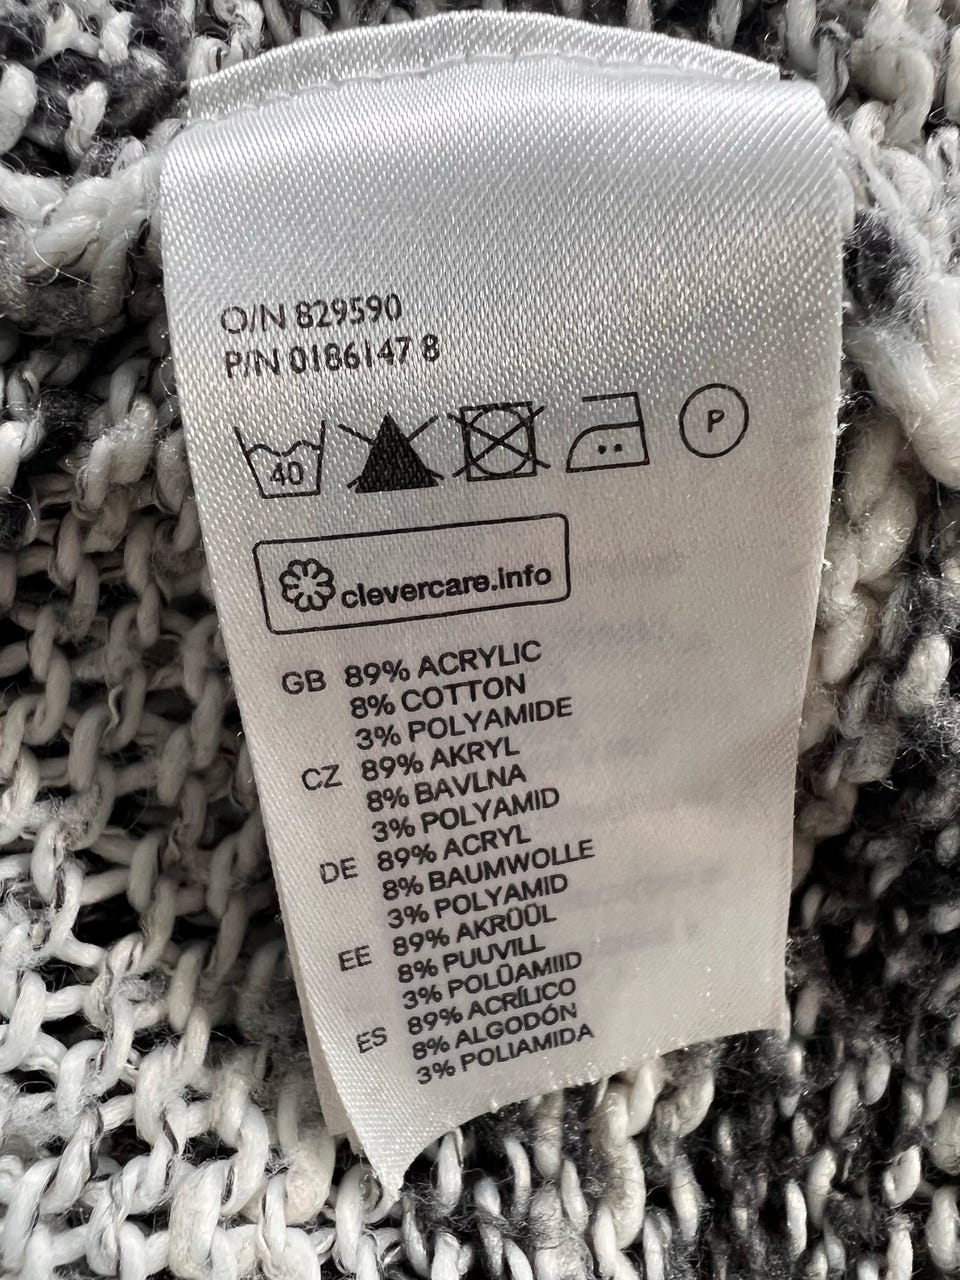 O/N 829590
P/N 0186147 8
40
P
clevercare.info
GB 89% ACRYLIC
8% COTTON
3% POLYAMIDE
CZ 89% AKRYL
8% BAVLNA
3% POLYAMID
DE 89% ACRYL
8% BAUMWOLLE
3% POLYAMID
EE 89% AKRÜÜL
8% PUUVILL
3% POLÜAMIID
ES 89% ACRÍLICO
8% ALGODÓN
3% POLIAMIDA